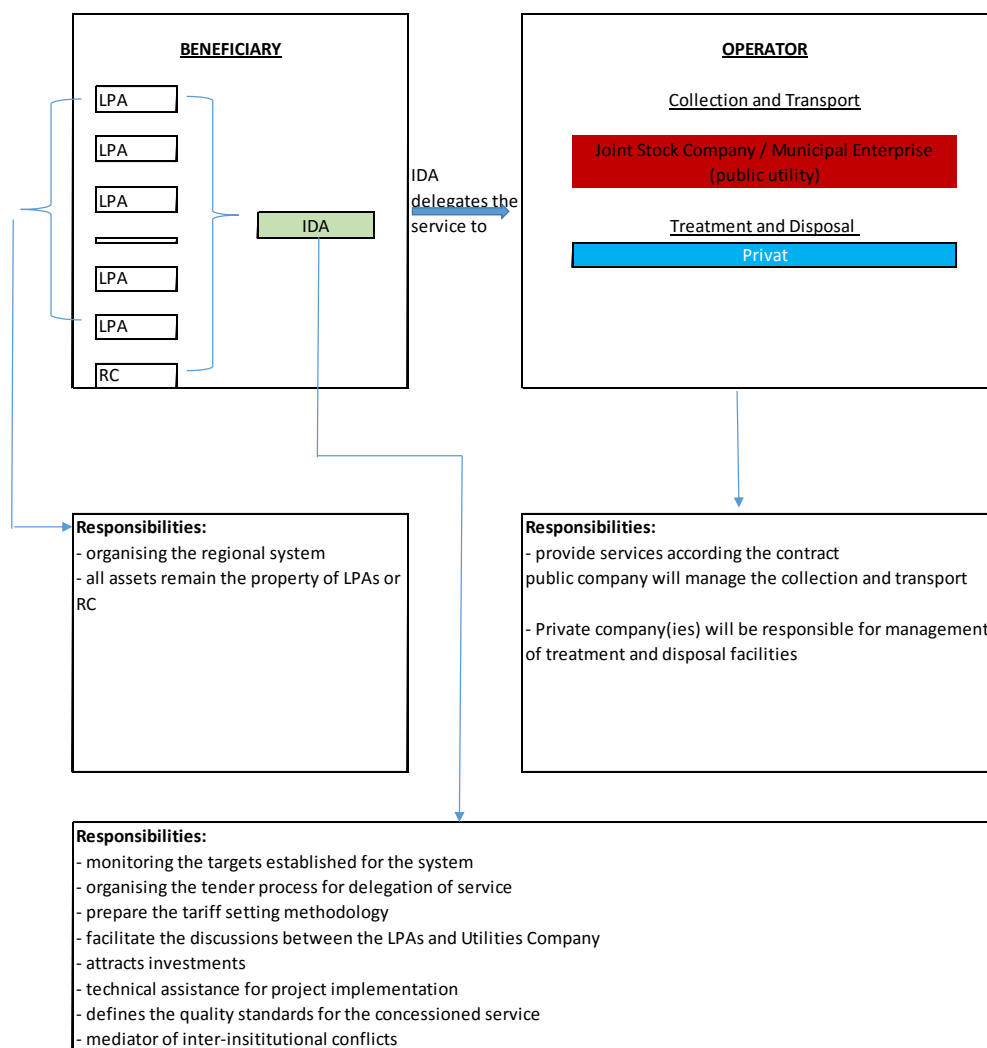 BENEFICIARY
LPA
LPA
LPA
LPA
LPA
RC
IDA
IDA
delegates the
service to
OPERATOR
Collection and Transport
Joint Stock Company / Municipal Enterprise
(public utility)
Treatment and Disposal
Privat
Responsibilities:
- organising the regional system
- all assets remain the property of LPAs or
RC
Responsibilities:
- provide services according the contract
public company will manage the collection and transport
- Private company(ies) will be responsible for management
of treatment and disposal facilities
Responsibilities:
- monitoring the targets established for the system
- organising the tender process for delegation of service
- prepare the tariff setting methodology
- facilitate the discussions between the LPAs and Utilities Company
- attracts investments
- technical assistance for project implementation
- defines the quality standards for the concessioned service
- mediator of inter-insititutional conflicts